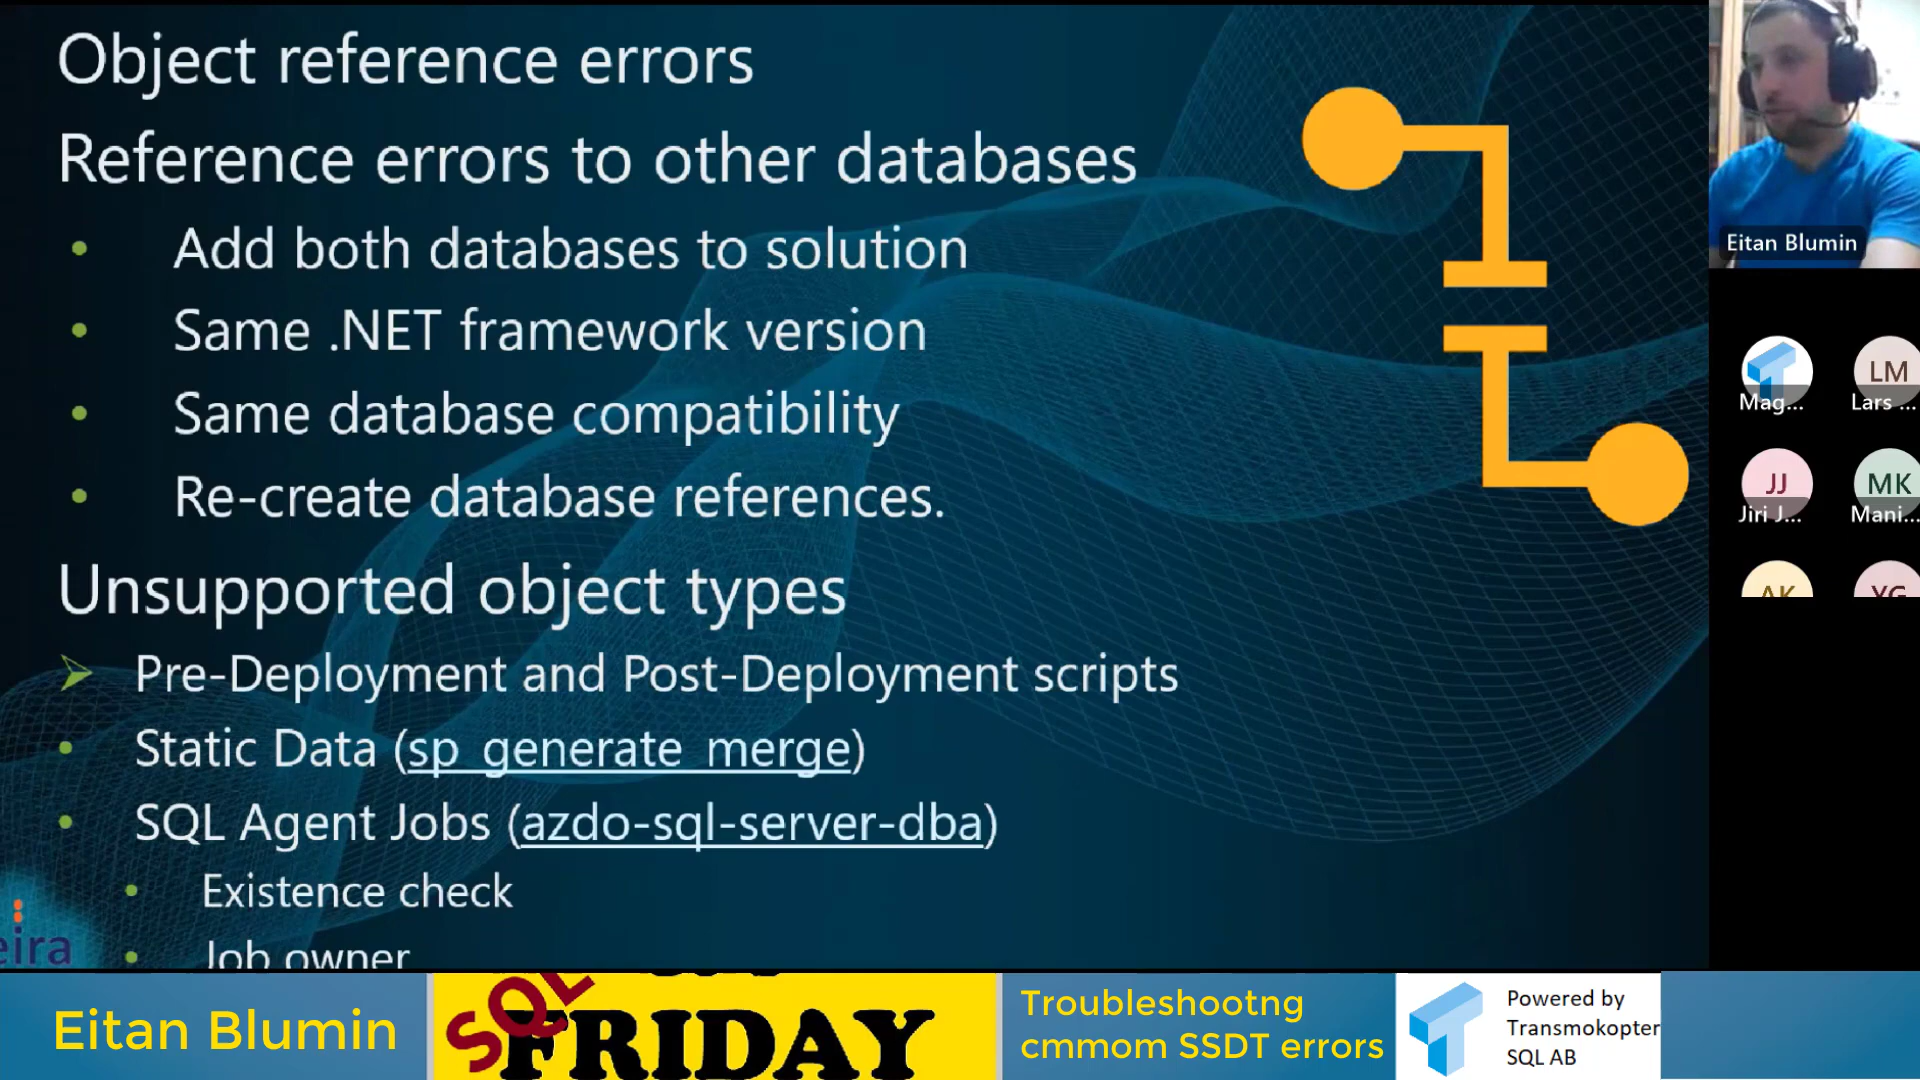 Object reference errors
Reference errors to other databases
• Add both databases to solution
• Same .NET framework version
• Same database compatibility
• Re-create database references.
Unsupported object types
➢ Pre-Deployment and Post-Deployment scripts
• Static Data (sp_generate_merge)
• SQL Agent Jobs (azdo-sql-server-dba)
• Existence check
• Job owner
eira
Eitan Blumin
Mag...
LM
Lars ...
JJ
Jiri J...
MK
Mani...
AK
YG
Eitan Blumin
SQL
FRIDAY
Troubleshootng
cmmom SSDT errors
Powered by
Transmokopter
SQL AB